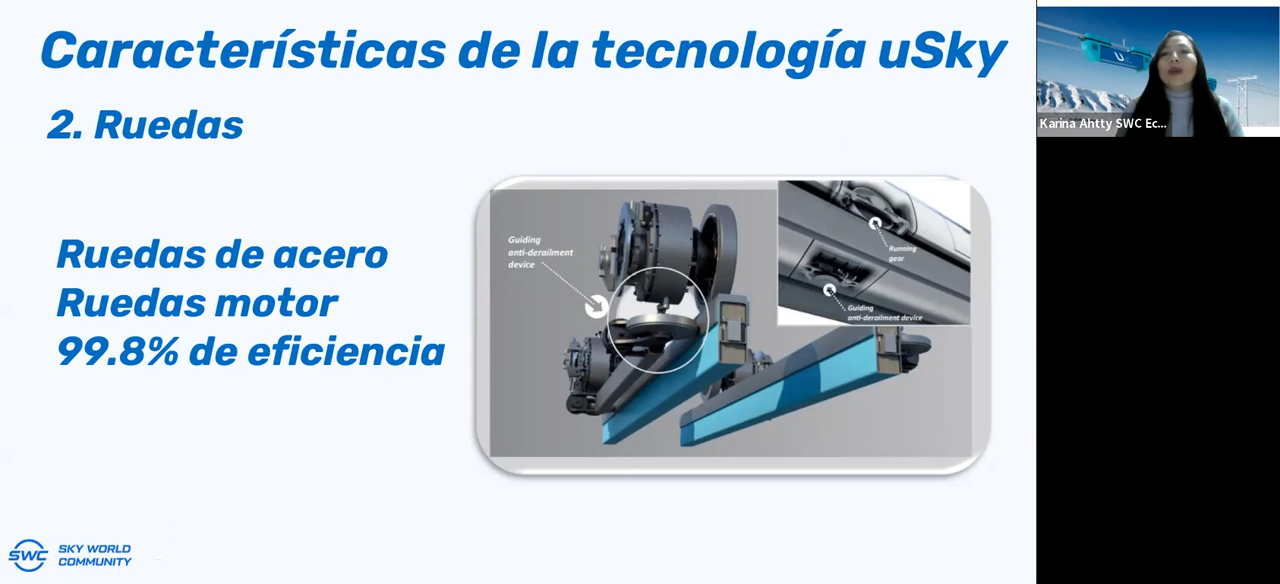 Características de la tecnología uSky
2. Ruedas
Ruedas de acero
Ruedas motor
99.8% de eficiencia
Guiding
anti-derailment
device
Running
gear
Guiding
anti-derailment device
SWC
SKY WORLD
COMMUNITY
Karina Ahtty SWC Ec...